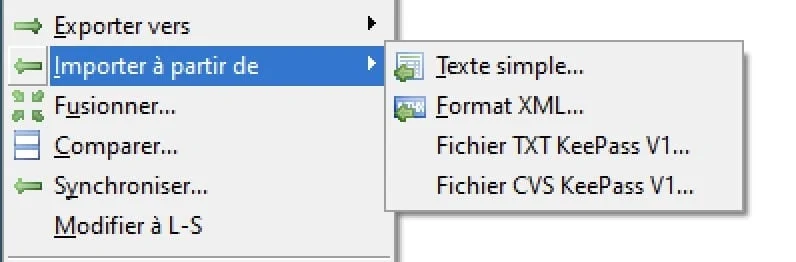 Exporter vers
Importer à partir de
Fusionner...
Comparer...
Synchroniser...
Modifier à L-S
Texte simple...
Format XML...
Fichier TXT KeePass V1...
Fichier CVS KeePass V1...